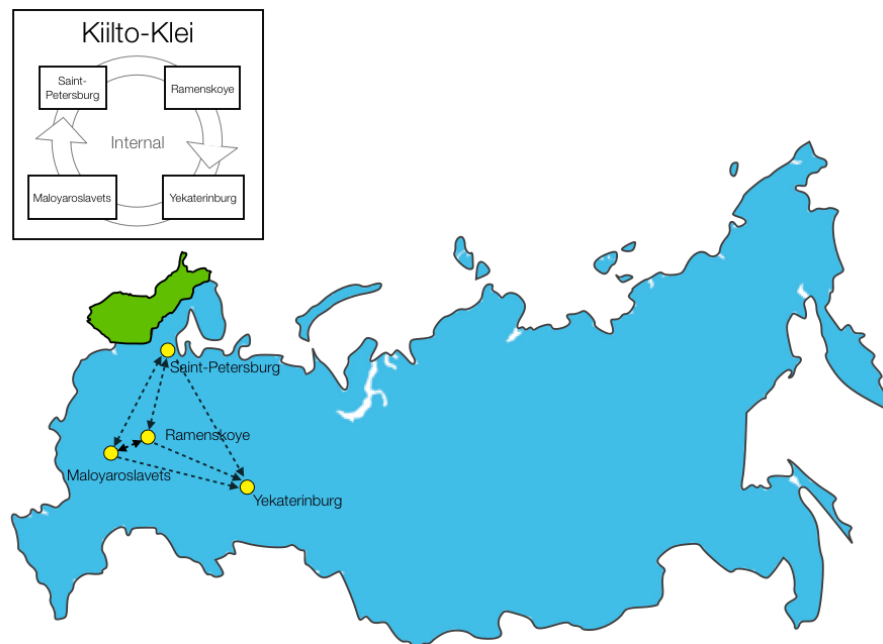 Kiilto-Klei
Saint-
Petersburg
Ramenskoye
Internal
Maloyaroslavets
Yekaterinburg
Saint-Petersburg
Ramenskoye
Maloyaroslavets
Yekaterinburg